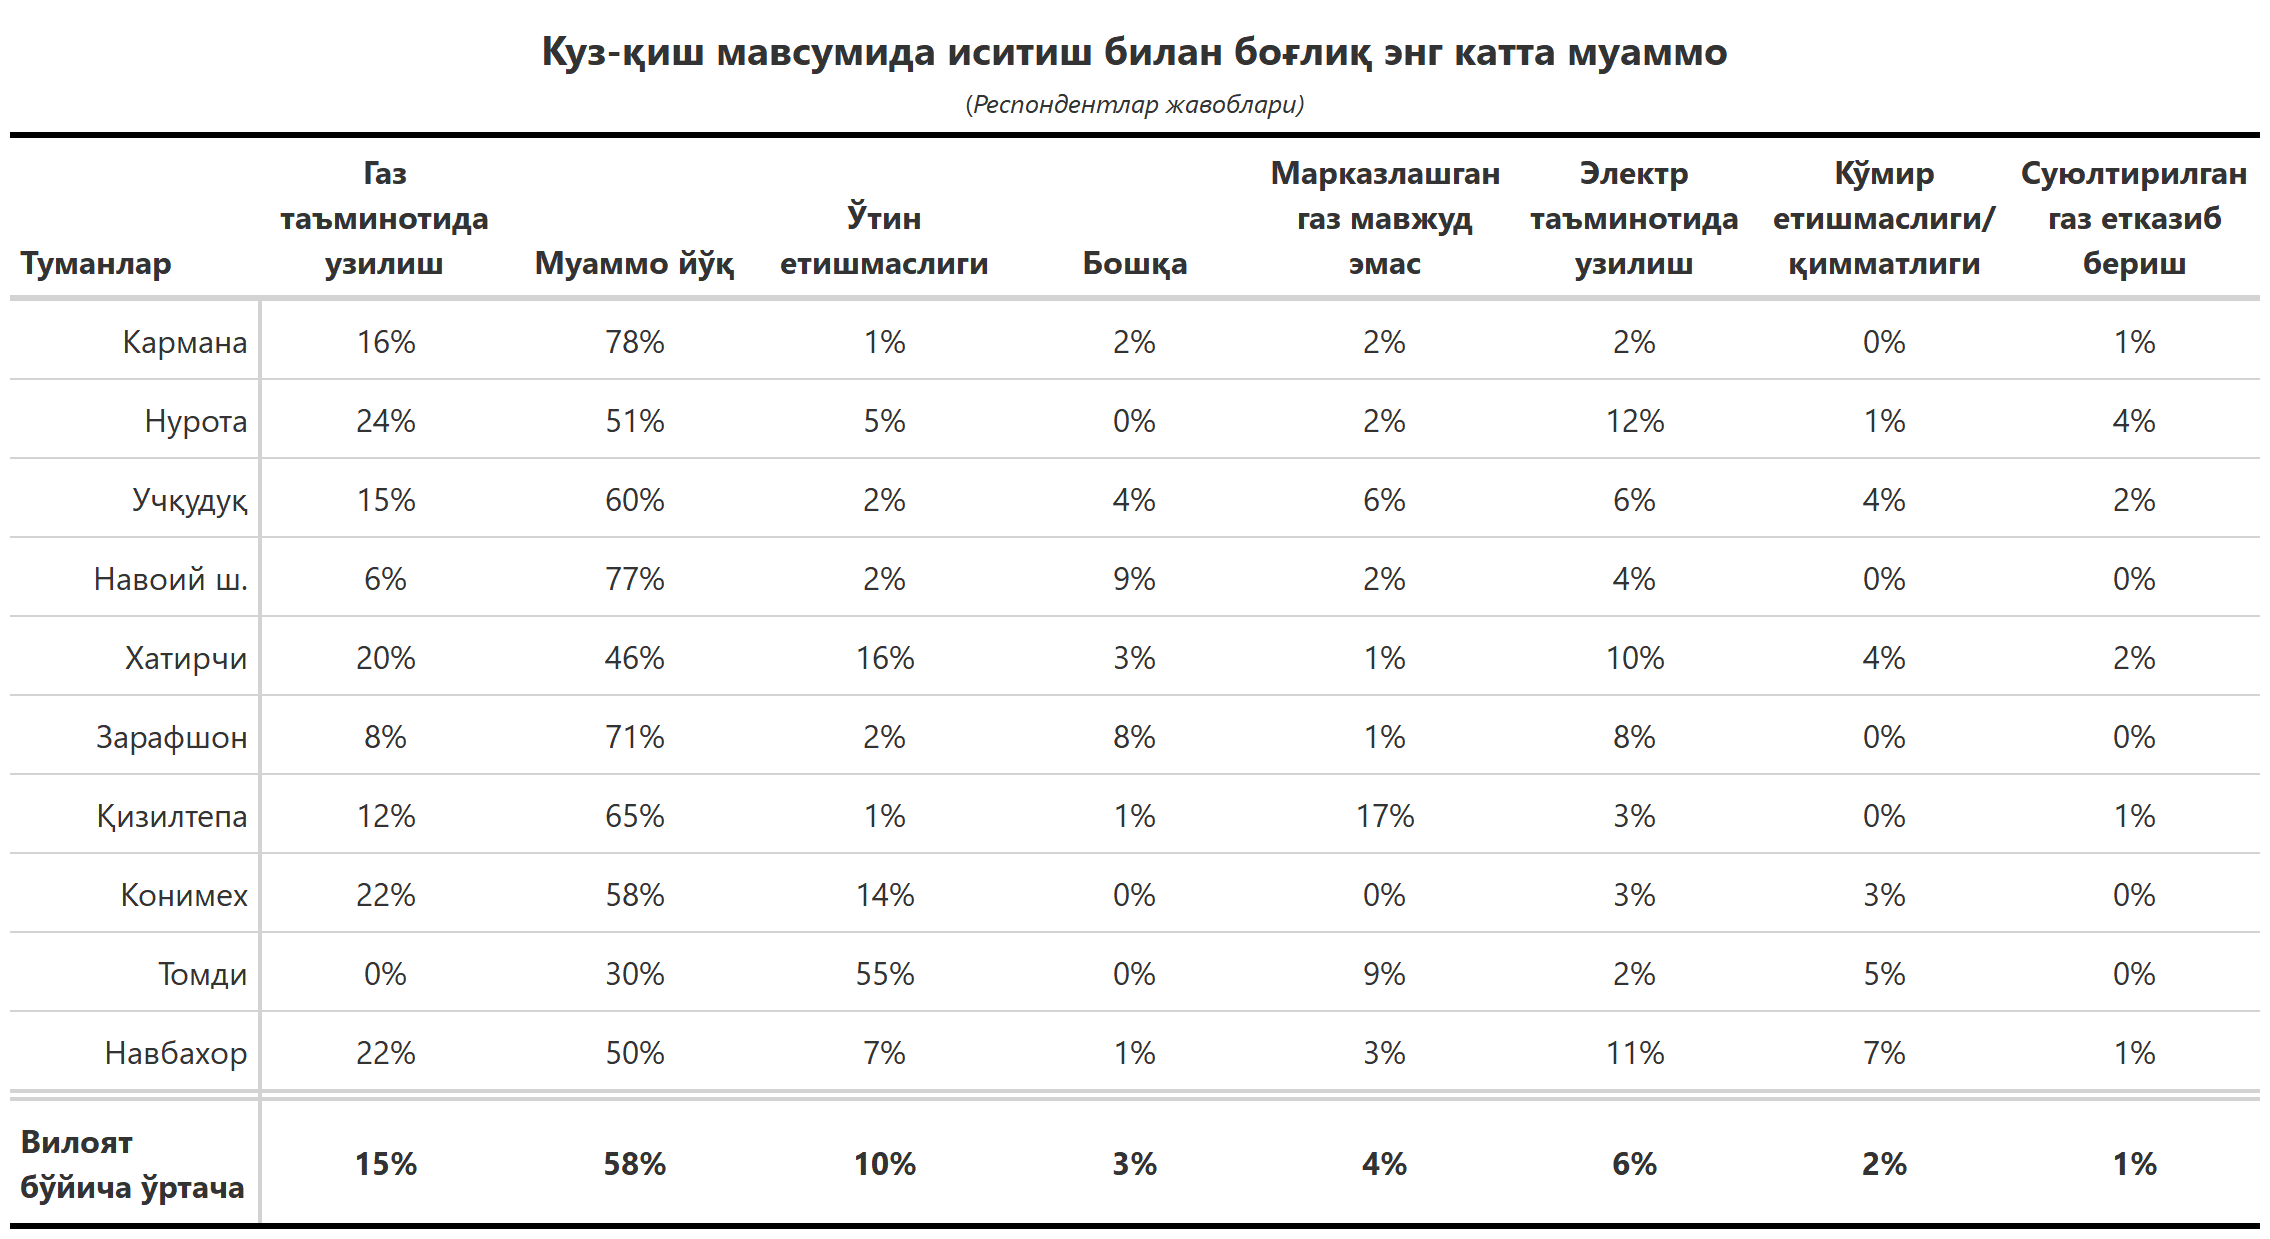 Куз-қиш мавсумида иситиш билан боғлиқ энг катта муаммо
(Респондентлар жавоблари)
Туманлар Газ таъминотида узилиш Муаммо йўқ Ўтин етишмаслиги Бошқа Марказлашган газ мавжуд эмас Электр таъминотида узилиш Кўмир етишмаслиги/ қимматлиги Суюлтирилган газ етказиб бериш
Кармана 16% 78% 1% 2% 2% 2% 0% 1%
Нурота 24% 51% 5% 0% 2% 12% 1% 4%
Учқудуқ 15% 60% 2% 4% 6% 6% 4% 2%
Навоий ш. 6% 77% 2% 9% 2% 4% 0% 0%
Хатирчи 20% 46% 16% 3% 1% 10% 4% 2%
Зарафшон 8% 71% 2% 8% 1% 8% 0% 0%
Қизилтепа 12% 65% 1% 1% 17% 3% 0% 1%
Конимех 22% 58% 14% 0% 0% 3% 3% 0%
Томди 0% 30% 55% 0% 9% 2% 5% 0%
Навбахор 22% 50% 7% 1% 3% 11% 7% 1%
Вилоят бўйича ўртача 15% 58% 10% 3% 4% 6% 2% 1%